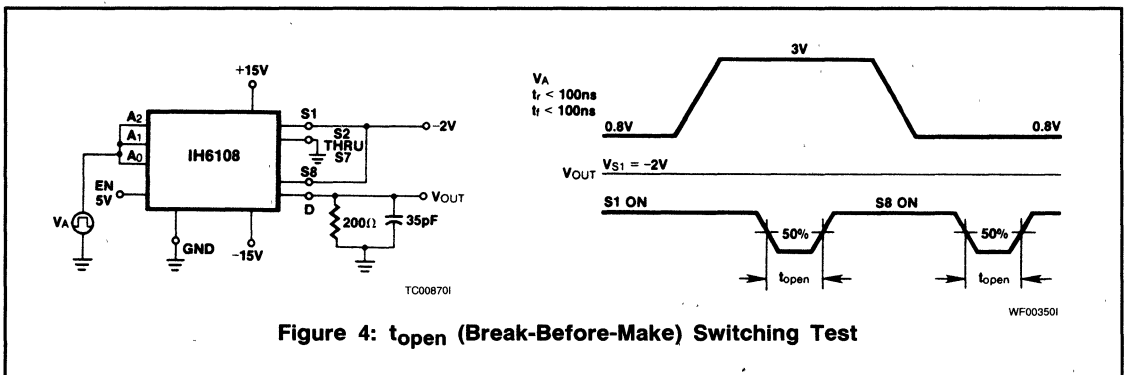 +15V
A2
A1
A0
IH6108
EN
5V
VA
GND
-15V
S1
S2
THRU
S7
S8
D
-2V
VOUT
200Ω
35pF
TC00870I
VA
tr < 100ns
tf < 100ns
3V
0.8V
0.8V
VOUT
VS1 = -2V
S1 ON
S8 ON
50%
50%
topen
topen
WF00350I
Figure 4: topen (Break-Before-Make) Switching Test